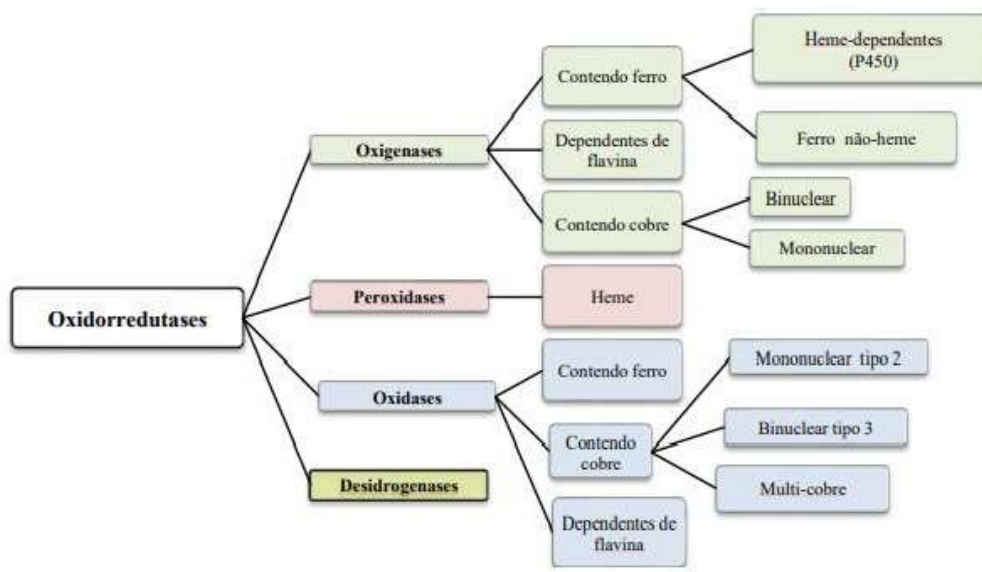 Oxidorredutases
Oxigenases
Contendo ferro
Heme-dependentes
(P450)
Ferro não-heme
Dependentes de
flavina
Contendo cobre
Binuclear
Mononuclear
Peroxidases
Heme
Oxidases
Contendo ferro
Contendo
cobre
Mononuclear tipo 2
Binuclear tipo 3
Multi-cobre
Dependentes de
flavina
Desidrogenases